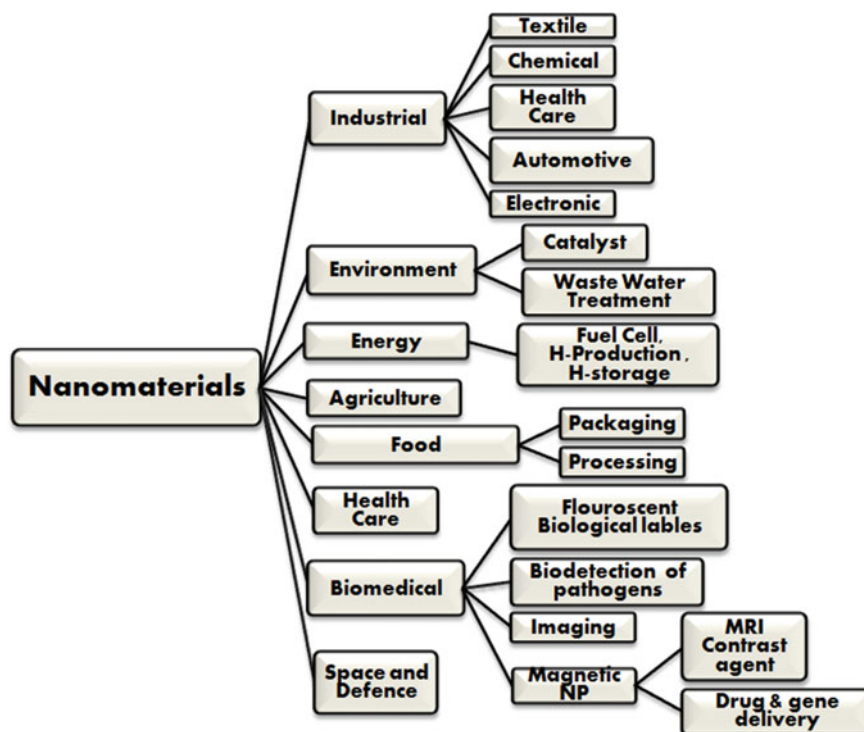 Nanomaterials
Industrial
Textile
Chemical
Health
Care
Automotive
Electronic
Environment
Catalyst
Waste Water
Treatment
Energy
Fuel Cell,
H-Production ,
H-storage
Agriculture
Food
Packaging
Processing
Health
Care
Biomedical
Flouroscent
Biological lables
Biodetection of
pathogens
Imaging
Magnetic
NP
MRI
Contrast
agent
Drug & gene
delivery
Space and
Defence